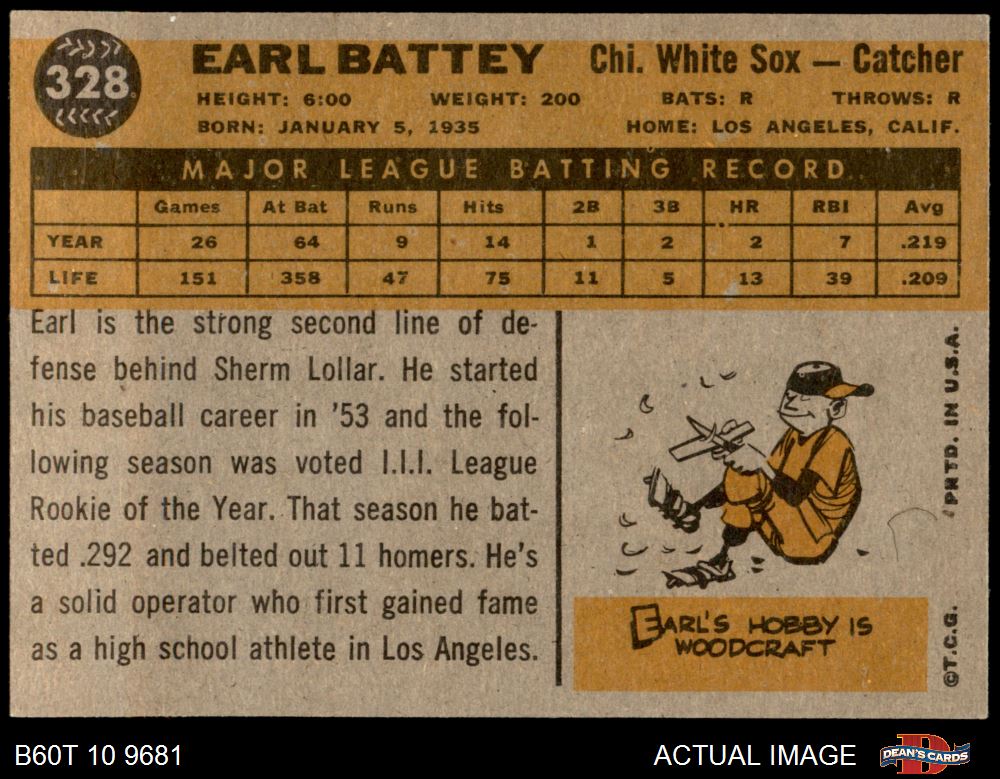 328
EARL BATTEY Chi. White Sox — Catcher
HEIGHT: 6:00 WEIGHT: 200 BATS: R THROWS: R
BORN: JANUARY 5, 1935 HOME: LOS ANGELES, CALIF.
MAJOR LEAGUE BATTING RECORD
Games At Bat Runs Hits 2B 3B HR RBI Avg
YEAR 26 64 9 14 1 2 2 7 .219
LIFE 151 358 47 75 11 5 13 39 .209
Earl is the strong second line of de-
fense behind Sherm Lollar. He started
his baseball career in '53 and the fol-
lowing season was voted I.I.I. League
Rookie of the Year. That season he bat-
ted .292 and belted out 11 homers. He's
a solid operator who first gained fame
as a high school athlete in Los Angeles.
EARL'S HOBBY IS
WOODCRAFT
©T.C.G. PRTD. IN U.S.A.
B60T 10 9681 ACTUAL IMAGE DEAN'S CARDS